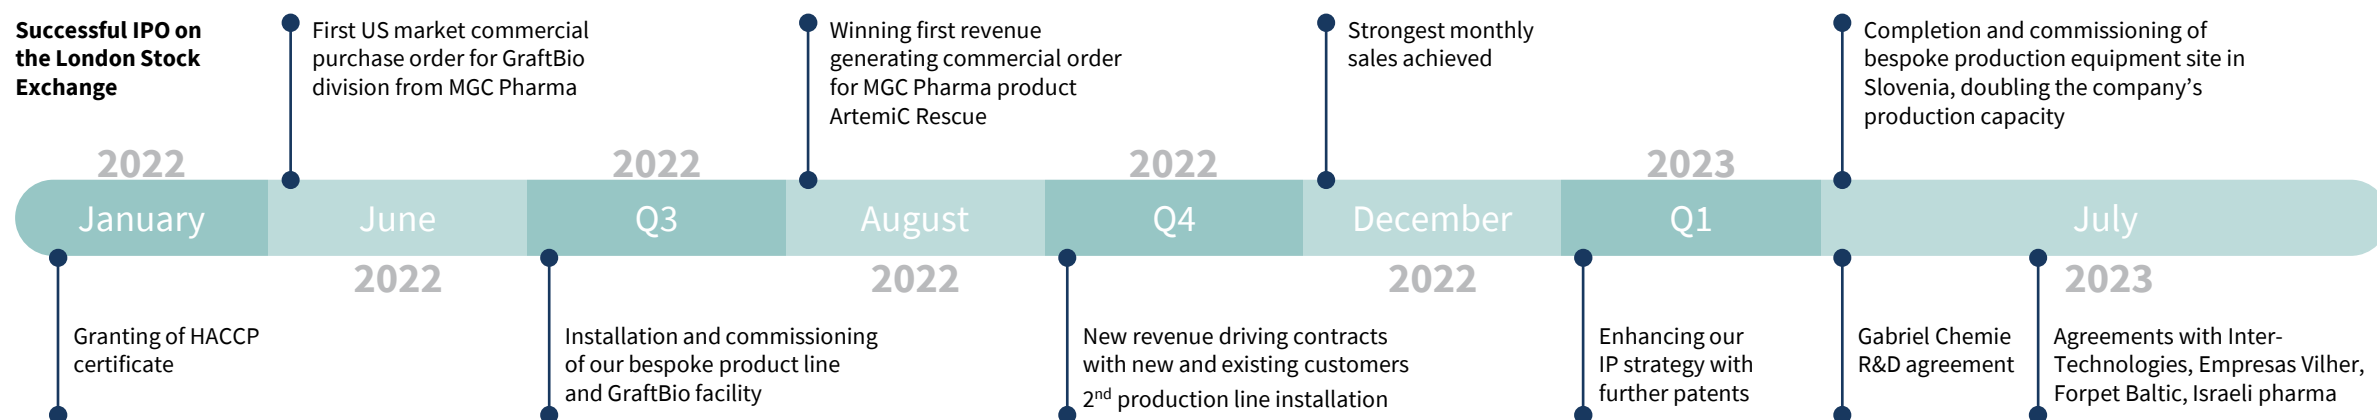 Successful IPO on
the London Stock
Exchange
First US market commercial
purchase order for GraftBio
division from MGC Pharma
Winning first revenue
generating commercial order
for MGC Pharma product
ArtemiC Rescue
Strongest monthly
sales achieved
Completion and commissioning of
bespoke production equipment site in
Slovenia, doubling the company’s
production capacity
2022
2022
2022
2023
January
June
Q3
August
Q4
December
Q1
July
2022
2022
2022
2023
Granting of HACCP
certificate
Installation and commissioning
of our bespoke product line
and GraftBio facility
New revenue driving contracts
with new and existing customers
2nd production line installation
Enhancing our
IP strategy with
further patents
Gabriel Chemie
R&D agreement
Agreements with Inter-
Technologies, Empresas Vilher,
Forpet Baltic, Israeli pharma